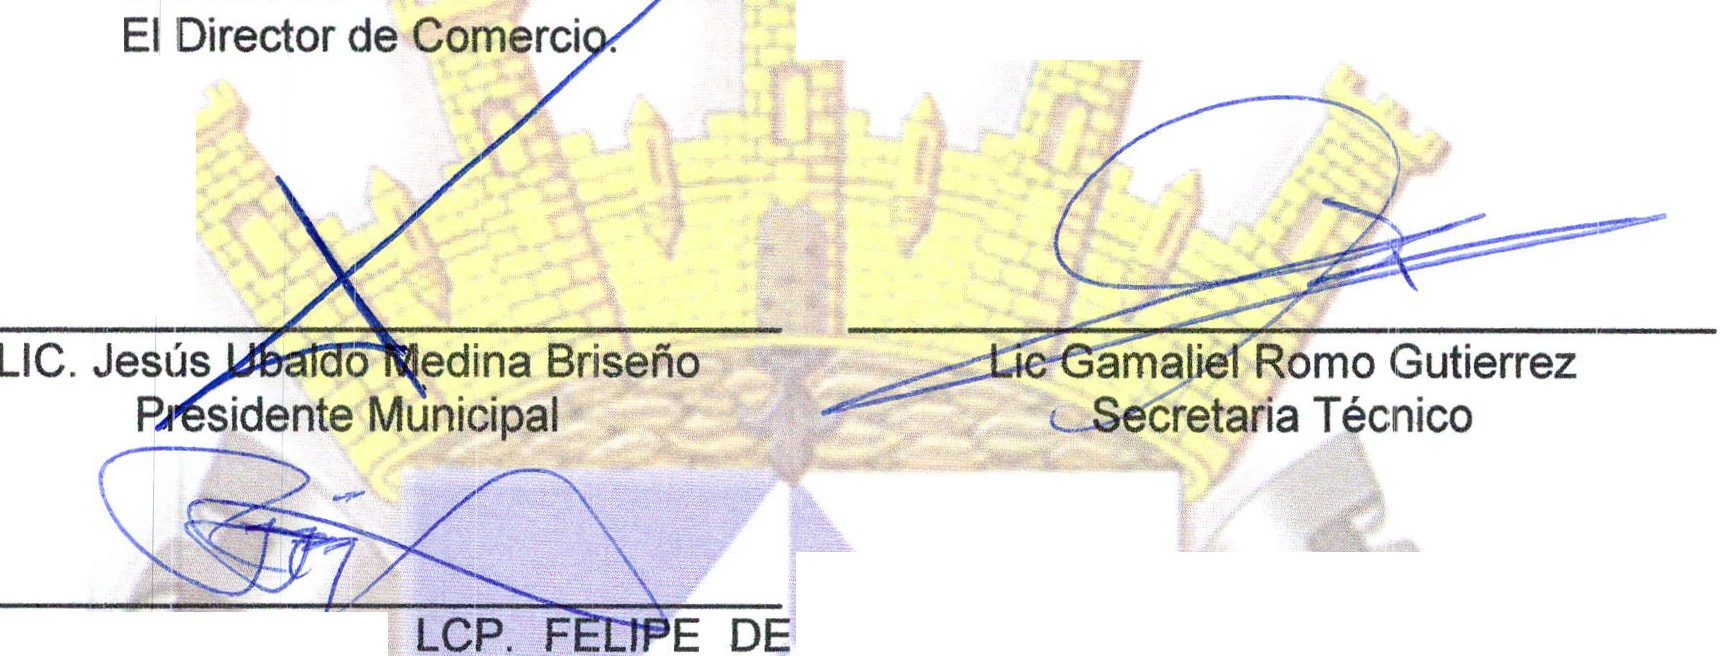 El Director de Comercio.
LIC. Jesús Ubaldo Medina Briseño
Presidente Municipal
Lic Gamaliel Romo Gutierrez
Secretaria Técnico
LCP. FELIPE DE